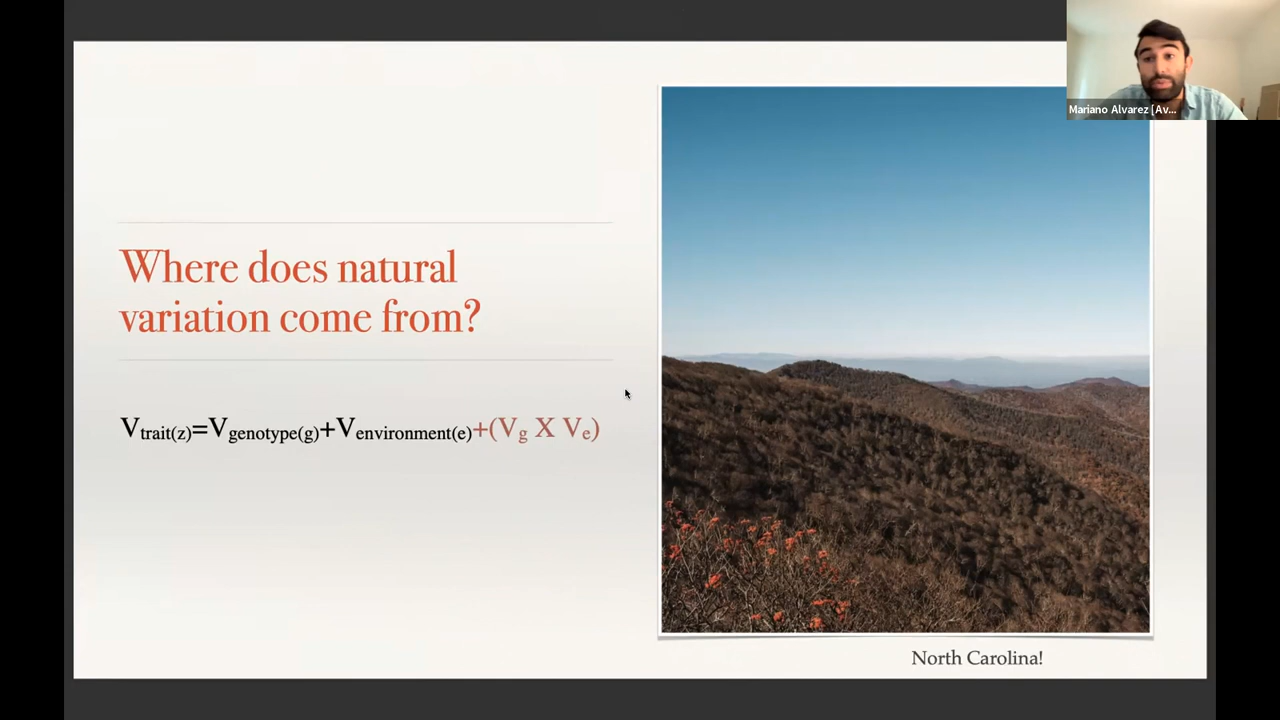 Mariano Alvarez [Av...
Where does natural
variation come from?
Vtrait(z)=Vgenotype(g)+Venvironment(e)+(Vg X Ve)
North Carolina!